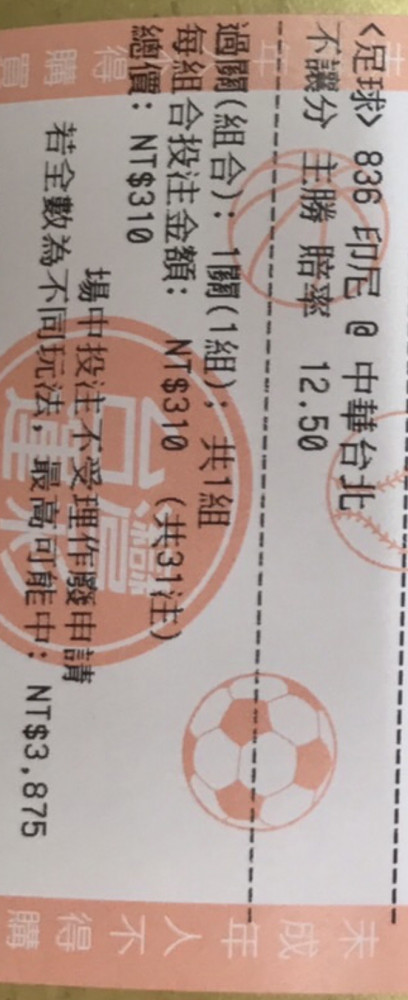 <足球> 836 印尼 @ 中華台北
不讓分 主勝 賠率 12.50
過關(組合): 1關(1組); 共1組
每組合投注金額: NT$310 (共31注)
總價: NT$310
場中投注不受理作廢申請
若全數為不同玩法, 最高可能中: NT$3,875
台灣
運彩
未成年人不得購